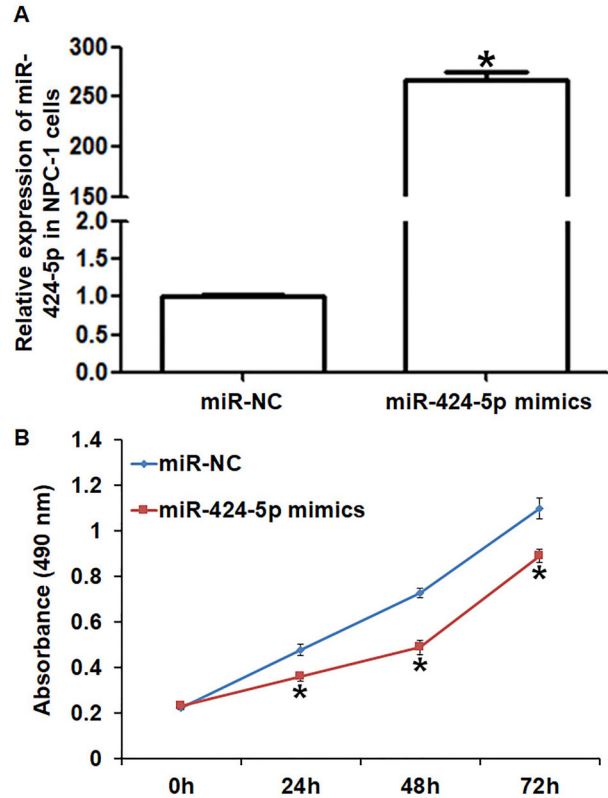 A
Relative expression of miR-
424-5p in NPC-1 cells
300
250
200
150
2.0
1.5
1.0
0.5
0.0
*
miR-NC
miR-424-5p mimics
B
Absorbance (490 nm)
1.4
1.2
1
0.8
0.6
0.4
0.2
0
miR-NC
miR-424-5p mimics
*
*
*
0h
24h
48h
72h